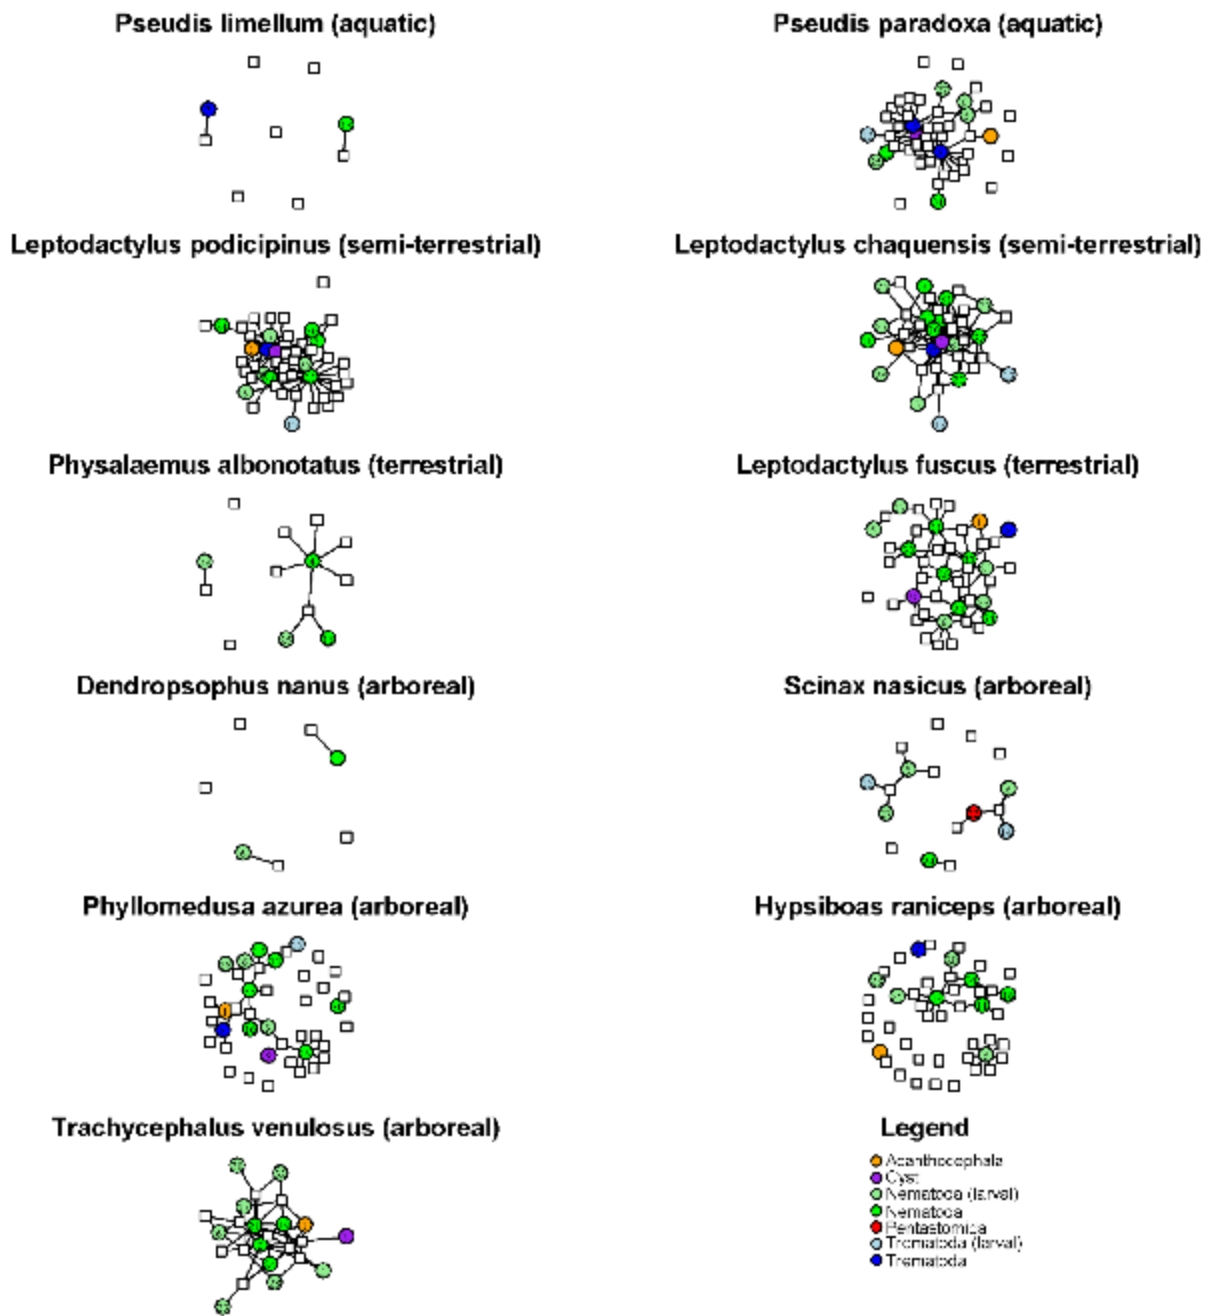 Pseudis limellum (aquatic)
Pseudis paradoxa (aquatic)
Leptodactylus podicipinus (semi-terrestrial)
Leptodactylus chaquensis (semi-terrestrial)
Physalaemus albonotatus (terrestrial)
Leptodactylus fuscus (terrestrial)
Dendropsophus nanus (arboreal)
Scinax nasicus (arboreal)
Phyllomedusa azurea (arboreal)
Hypsiboas raniceps (arboreal)
Trachycephalus venulosus (arboreal)
Legend
Acanthocephala
Cyst
Nematoda (larval)
Nematoda
Pentastomida
Trematoda (larval)
Trematoda